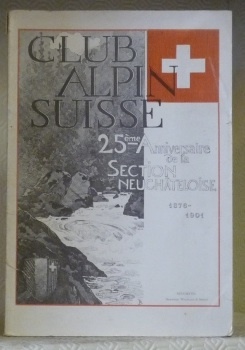 CLUB
ALPIN
SUISSE
25ème Anniversaire
de la
SECTION
NEUCHÂTELOISE
1876-
1901